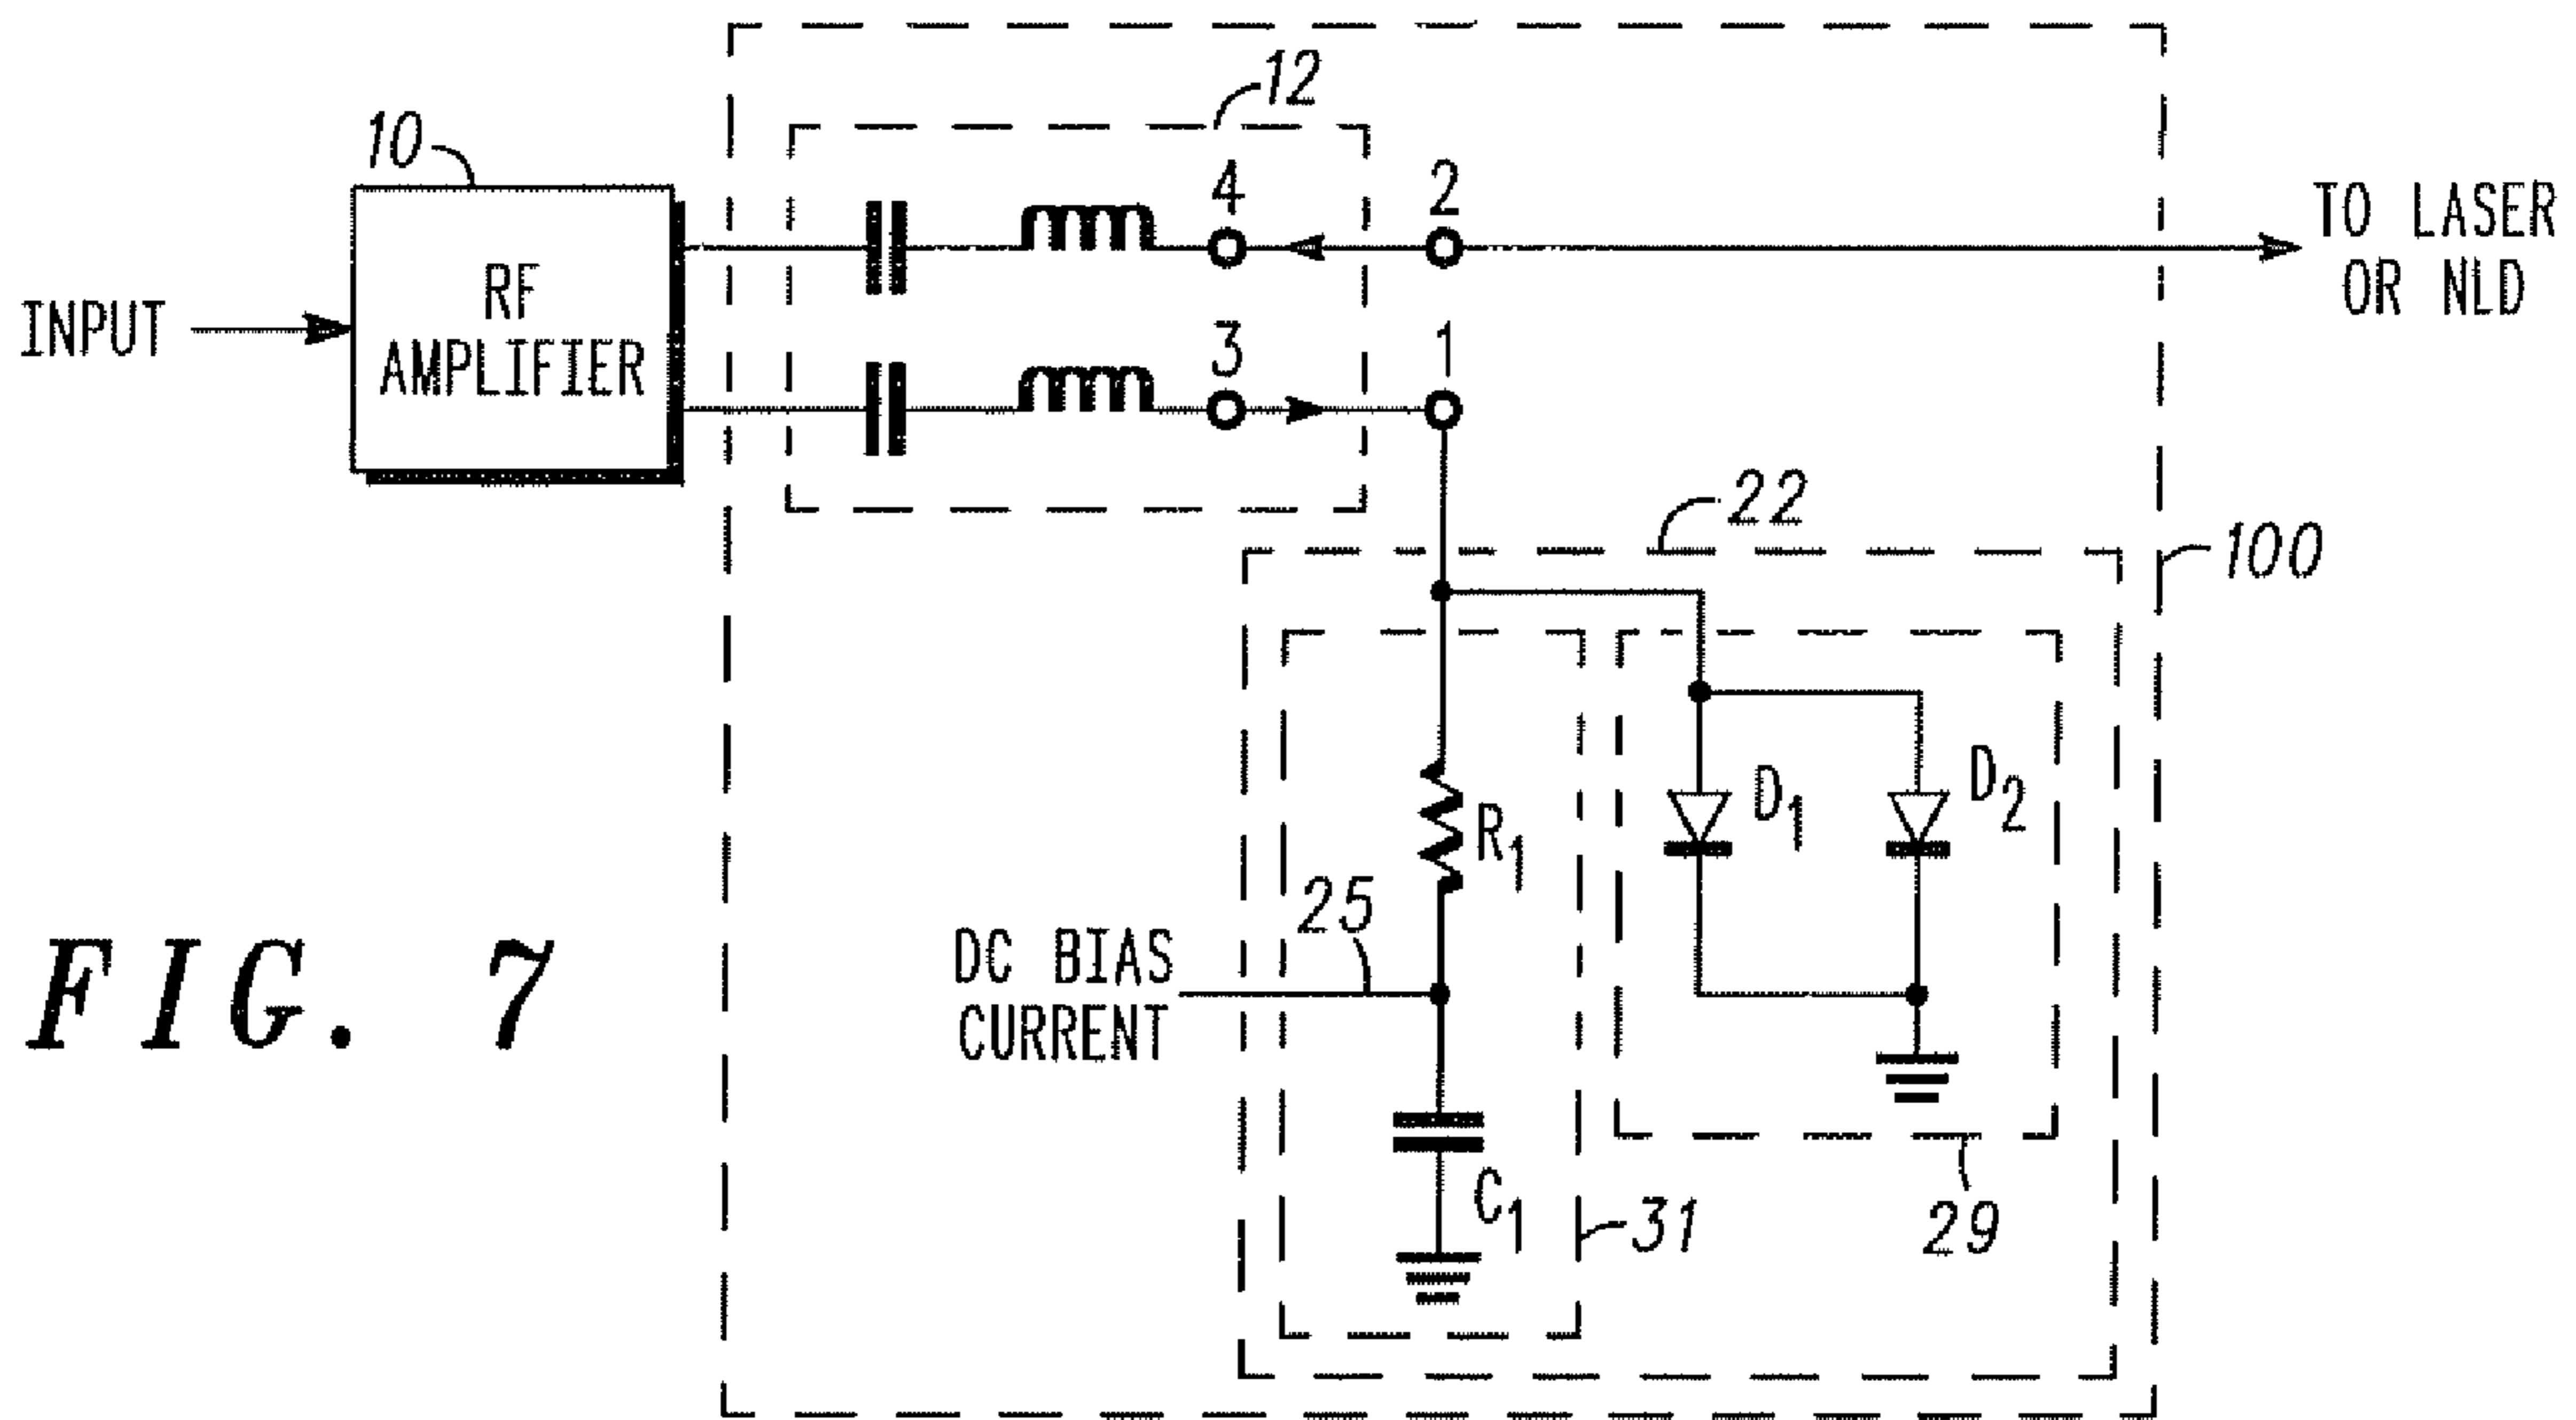 12
10
4
2
TO LASER
OR NLD
RF
AMPLIFIER
INPUT
3
1
22
100
D1
D2
R1
25
DC BIAS
CURRENT
C1
31
29
FIG. 7